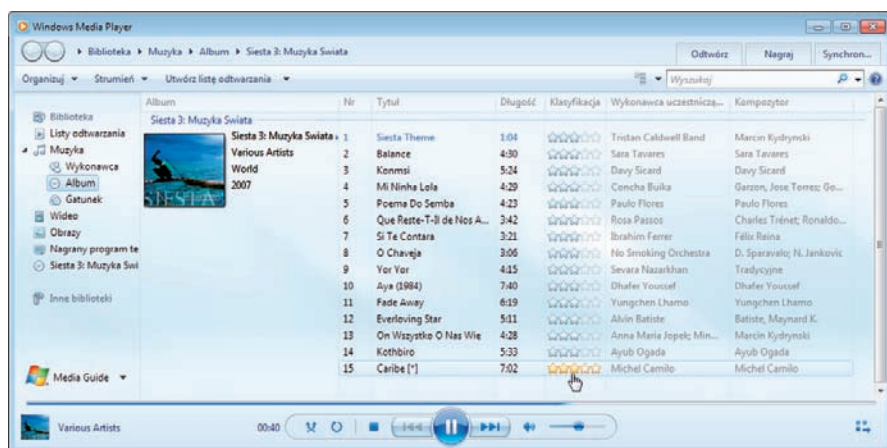 Windows Media Player
Biblioteka Muzyka Album Siesta 3: Muzyka Swiata
Odtwórz Nagraj Synchron...
Organizuj Strumień Utwórz listę odtwarzania Wyszukaj
Album Nr Tytuł Długość Klasyfikacja Wykonawca uczestniczą... Kompozytor
Biblioteka
Listy odtwarzania
Muzyka
Wykonawca
Album
Gatunek
Wideo
Obrazy
Nagrany program te
Siesta 3: Muzyka Swi
Inne biblioteki
Media Guide
Siesta 3: Muzyka Swiata
SIESTA
Siesta 3: Muzyka Swiata
Various Artists
World
2007
1 Siesta Theme 1:04 Tristan Caldwell Band Marcin Kydrynski
2 Balance 4:30 Sara Tavares Sara Tavares
3 Konmsi 5:24 Davy Sicard Davy Sicard
4 Mi Ninha Lola 4:29 Concha Buika Garzon, Jose Torres; Go...
5 Poema Do Semba 4:23 Paulo Flores Paulo Flores
6 Que Reste-T-Il de Nos A... 3:42 Rosa Passos Charles Trénet; Ronaldo...
7 Si Te Contara 3:21 Ibrahim Ferrer Félix Reina
8 O Chaveja 3:06 No Smoking Orchestra D. Sparavalo; N. Jankovic
9 Yor Yor 4:15 Sevara Nazarkhan Tradycyjne
10 Aya (1984) 7:40 Dhafer Youssef Dhafer Youssef
11 Fade Away 6:19 Yungchen Lhamo Yungchen Lhamo
12 Everloving Star 5:11 Alvin Batiste Batiste, Maynard K.
13 On Wszystko O Nas Wie 4:28 Anna Maria Jopek; Min... Marcin Kydrynski
14 Kothbiro 5:33 Ayub Ogada Ayub Ogada
15 Caribe [*] 7:02 Michel Camilo Michel Camilo
Various Artists 00:40